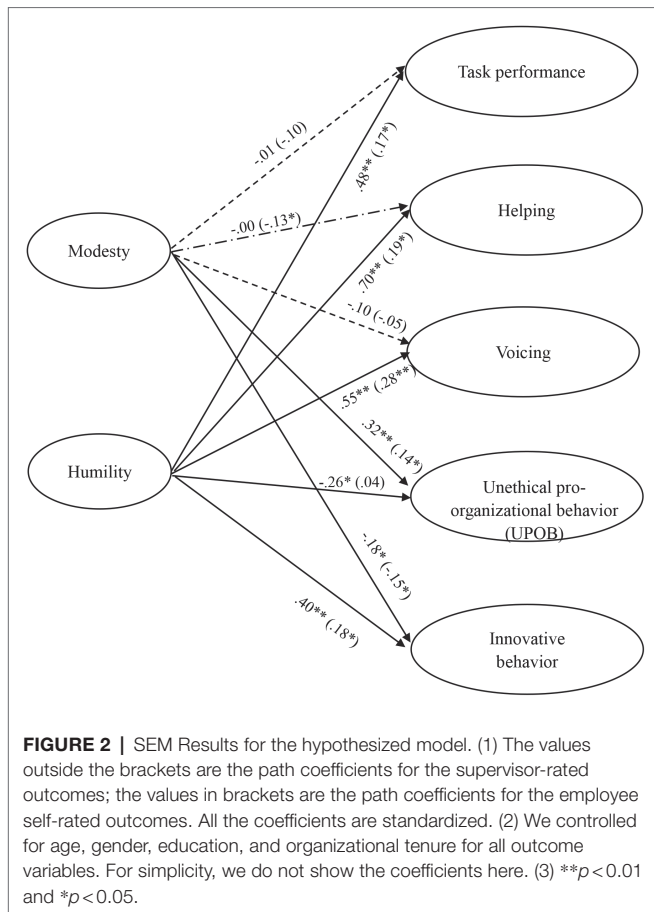 Task performance
-.01 (-.10)
.48** (.17*)
Helping
-.00 (-.13*)
Modesty
.70** (.19*)
-.10 (-.05)
Voicing
.55** (.28**)
.32** (.14*)
Humility
-.26* (.04)
Unethical pro-
organizational behavior
(UPOB)
-.18* (-.15*)
.40** (.18*)
Innovative
behavior
FIGURE 2 | SEM Results for the hypothesized model. (1) The values
outside the brackets are the path coefficients for the supervisor-rated
outcomes; the values in brackets are the path coefficients for the employee
self-rated outcomes. All the coefficients are standardized. (2) We controlled
for age, gender, education, and organizational tenure for all outcome
variables. For simplicity, we do not show the coefficients here. (3) **p<0.01
and *p<0.05.